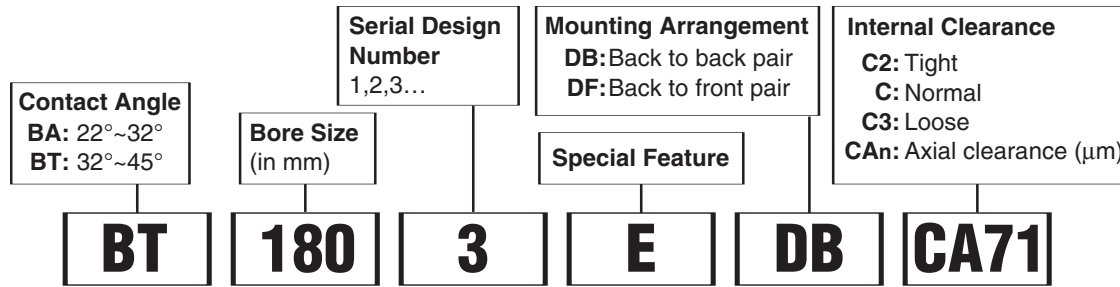 Contact Angle
BA: 22°~32°
BT: 32°~45°
Bore Size
(in mm)
Serial Design
Number
1,2,3…
Mounting Arrangement
DB: Back to back pair
DF: Back to front pair
Special Feature
Internal Clearance
C2: Tight
C: Normal
C3: Loose
CAn: Axial clearance (μm)
BT 180 3 E DB CA71